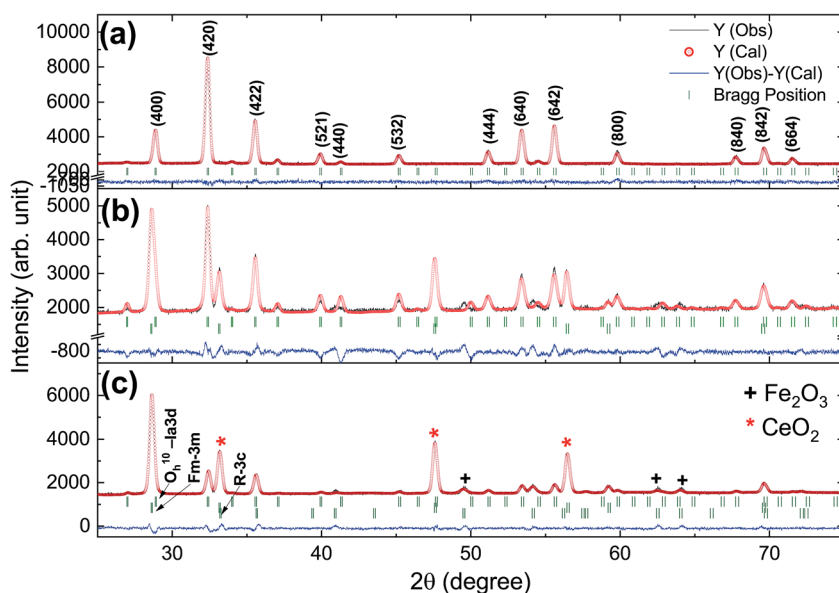 (a)
(400)
(420)
(422)
(521)
(440)
(532)
(444)
(640)
(642)
(800)
(840)
(842)
(664)
Y (Obs)
Y (Cal)
Y(Obs)-Y(Cal)
Bragg Position
10000
8000
6000
4000
2000
-1050
(b)
5000
4000
3000
2000
-800
Intensity (arb. unit)
(c)
6000
4000
2000
0
Oh10 –Ia3d
Fm-3m
R-3c
*
*
*
+
+
+
+ Fe2O3
* CeO2
30 40 50 60 70
2θ (degree)